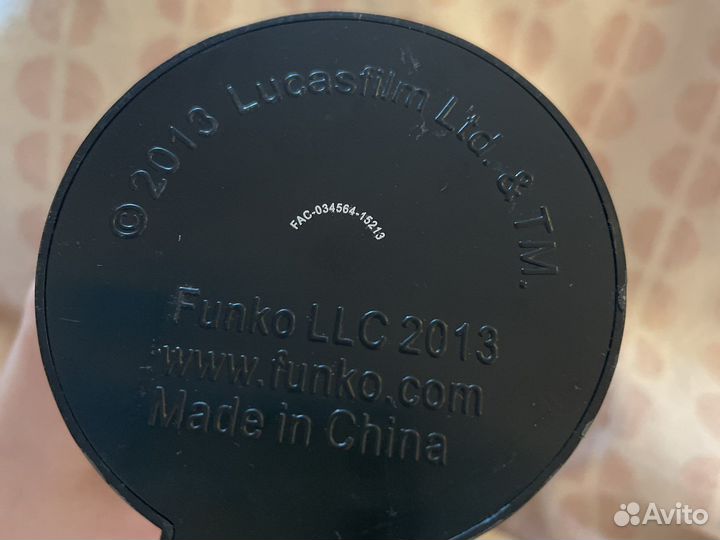 © 2013 Lucasfilm Ltd. & TM.
FAC-034564-15213
Funko LLC 2013
www.funko.com
Made in China
Avito